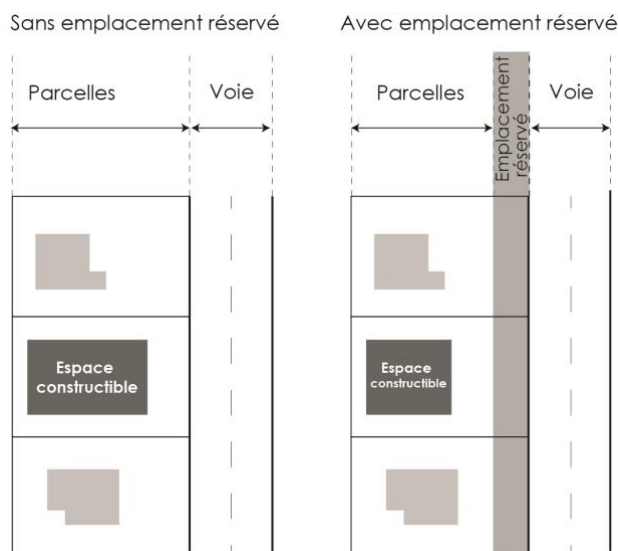 Sans emplacement réservé
Avec emplacement réservé
Parcelles
Voie
Parcelles
Emplacement
réservé
Voie
Espace
constructible
Espace
constructible